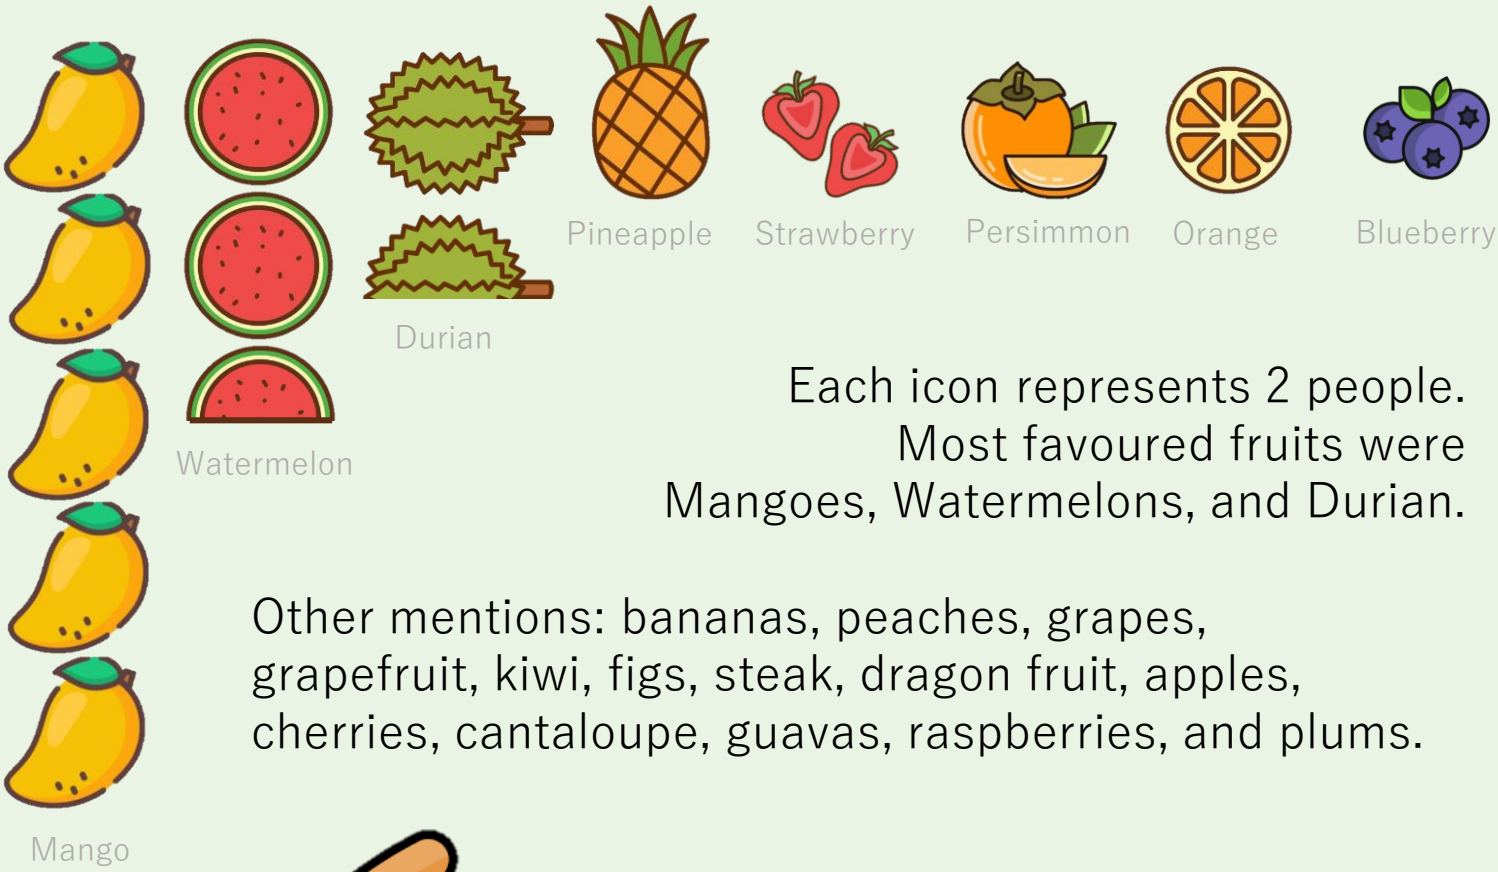 Pineapple
Strawberry
Persimmon
Orange
Blueberry
Durian
Watermelon
Each icon represents 2 people.
Most favoured fruits were
Mangoes, Watermelons, and Durian.
Other mentions: bananas, peaches, grapes,
grapefruit, kiwi, figs, steak, dragon fruit, apples,
cherries, cantaloupe, guavas, raspberries, and plums.
Mango